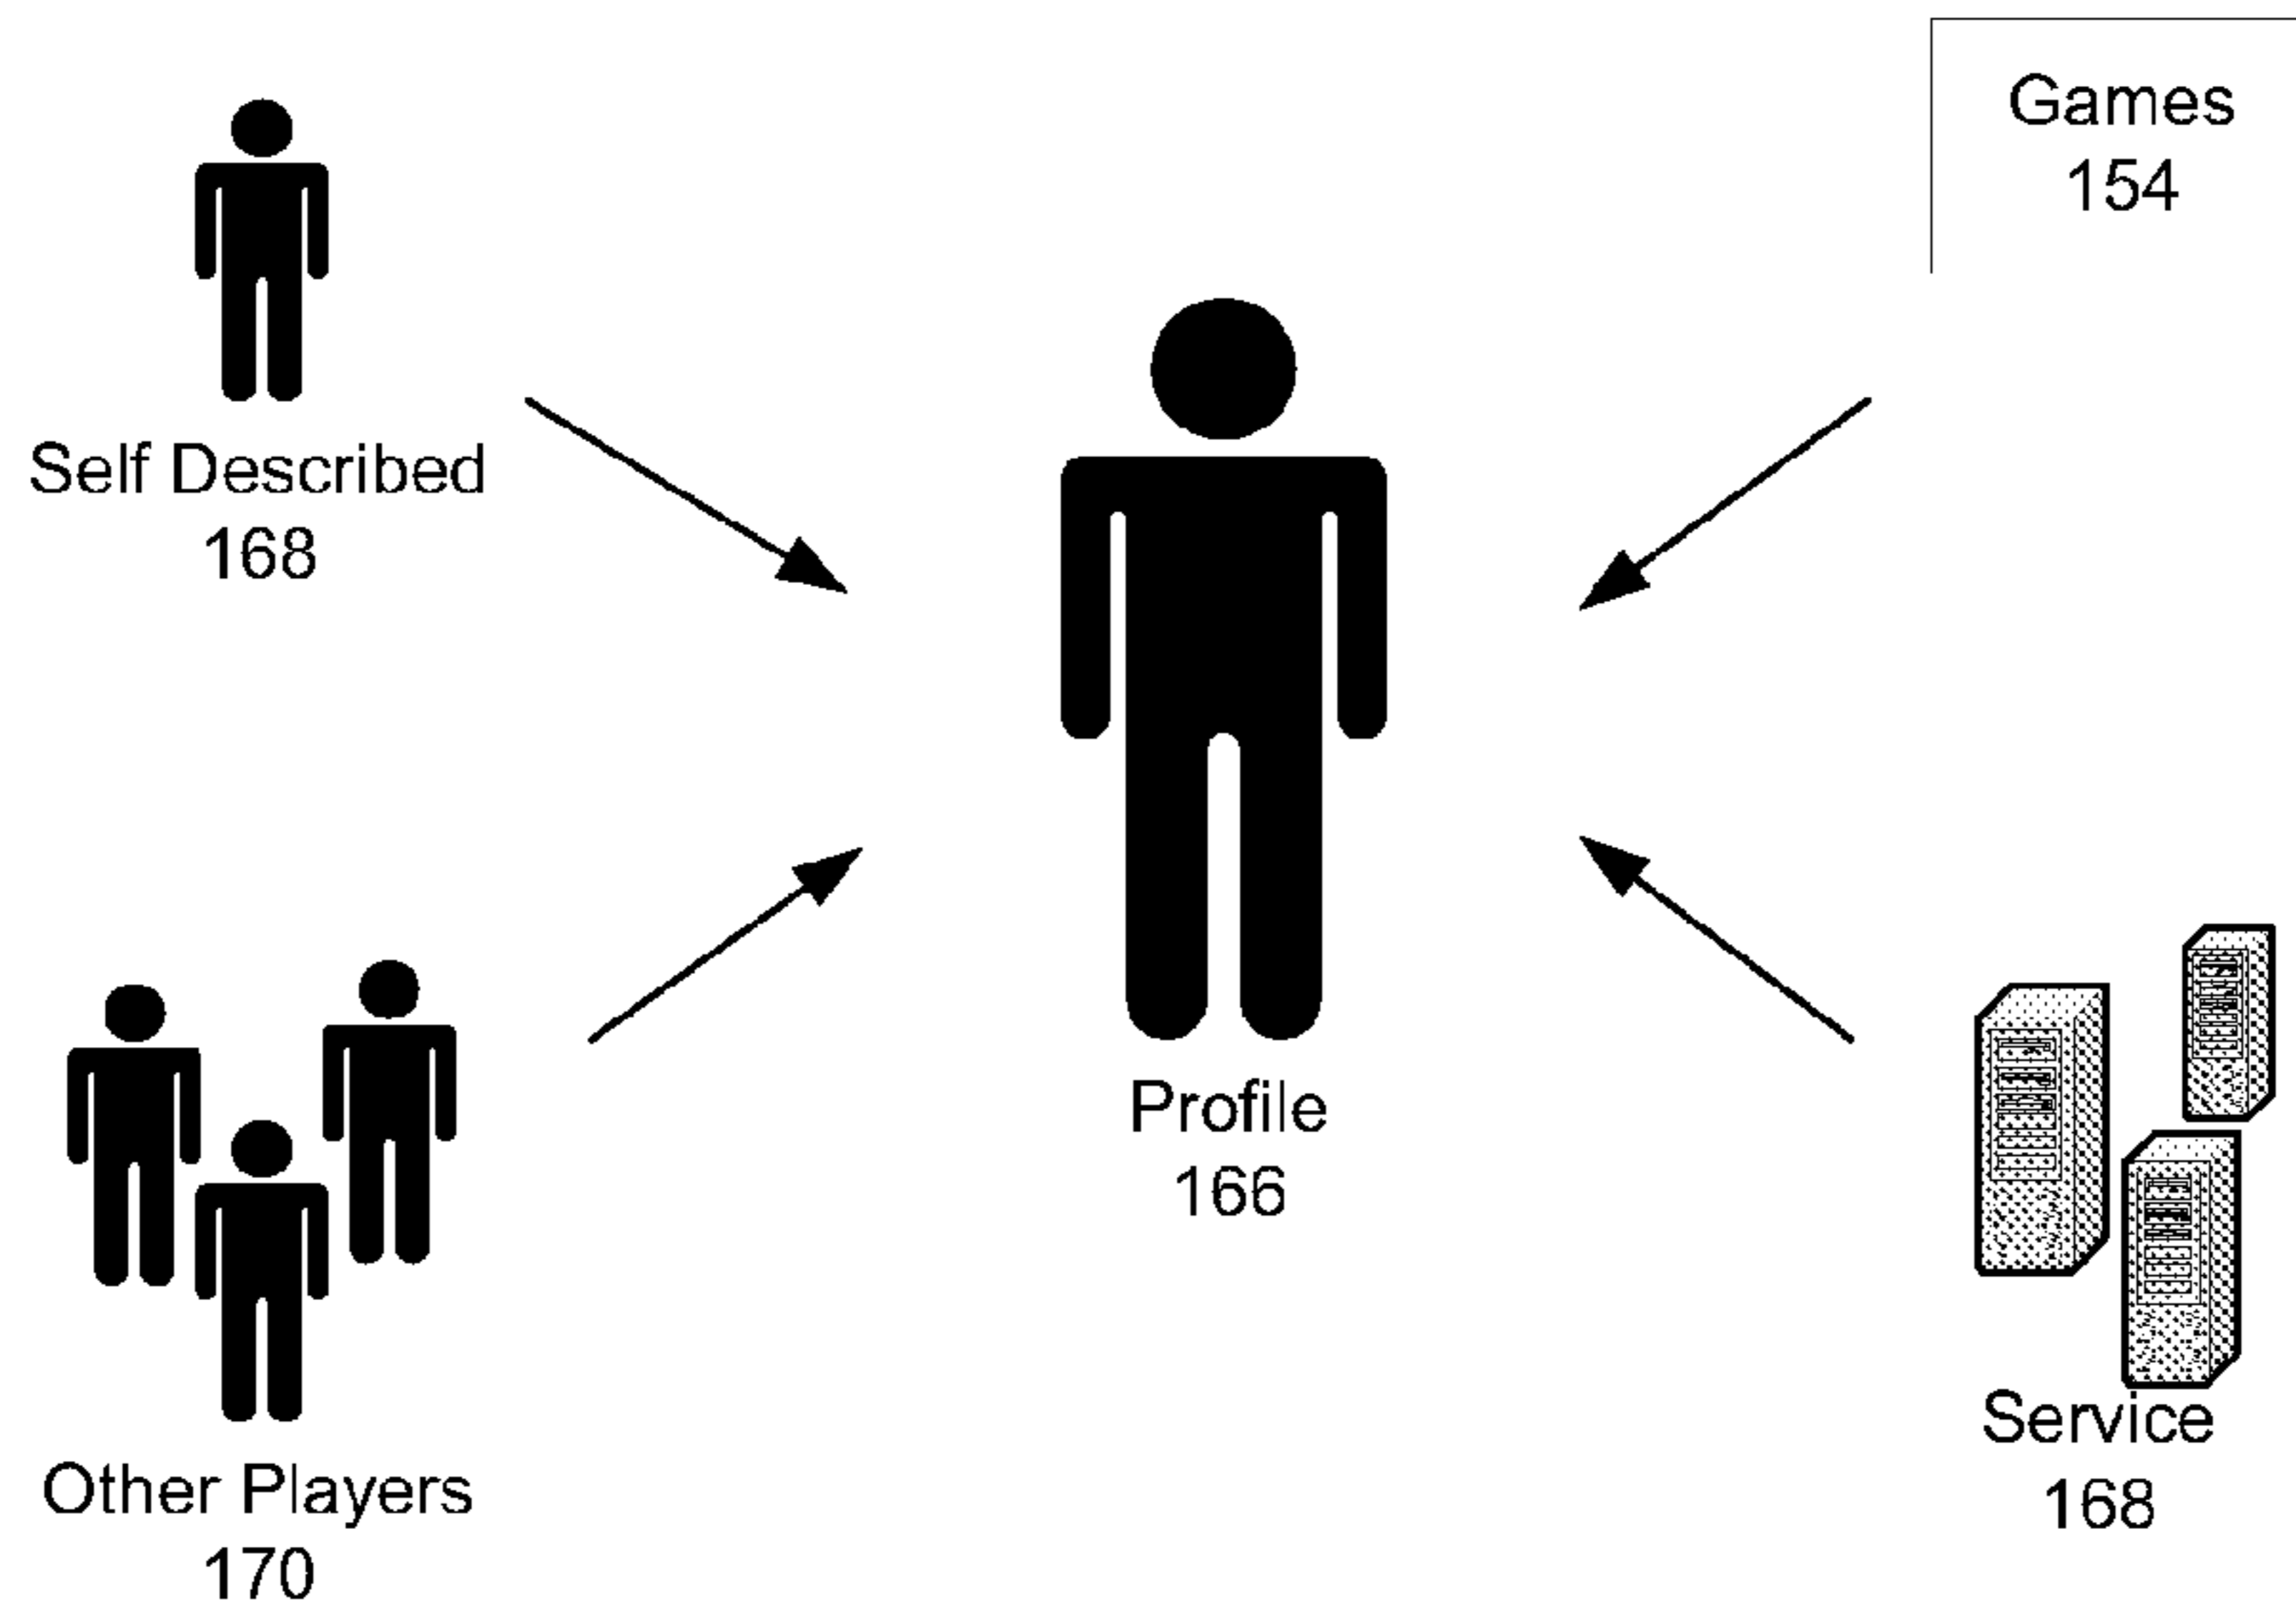 Games
154
Self Described
168
Profile
166
Other Players
170
Service
168